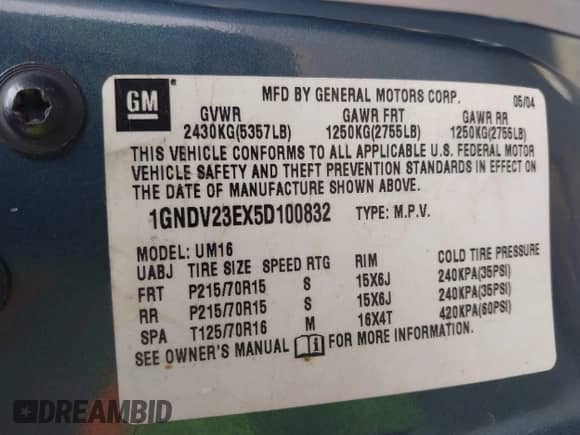 GM
MFD BY GENERAL MOTORS CORP. 05/04
GVWR GAWR FRT GAWR RR
2430KG(5357LB) 1250KG(2755LB) 1250KG(2755LB)
THIS VEHICLE CONFORMS TO ALL APPLICABLE U.S. FEDERAL MOTOR
VEHICLE SAFETY AND THEFT PREVENTION STANDARDS IN EFFECT ON
THE DATE OF MANUFACTURE SHOWN ABOVE.
1GNDV23EX5D100832 TYPE: M.P.V.
MODEL: UM16
UABJ TIRE SIZE SPEED RTG RIM COLD TIRE PRESSURE
FRT P215/70R15 S 15X6J 240KPA(35PSI)
RR P215/70R15 S 15X6J 240KPA(35PSI)
SPA T125/70R16 M 16X4T 420KPA(60PSI)
SEE OWNER'S MANUAL i FOR MORE INFORMATION.
DREAMBID